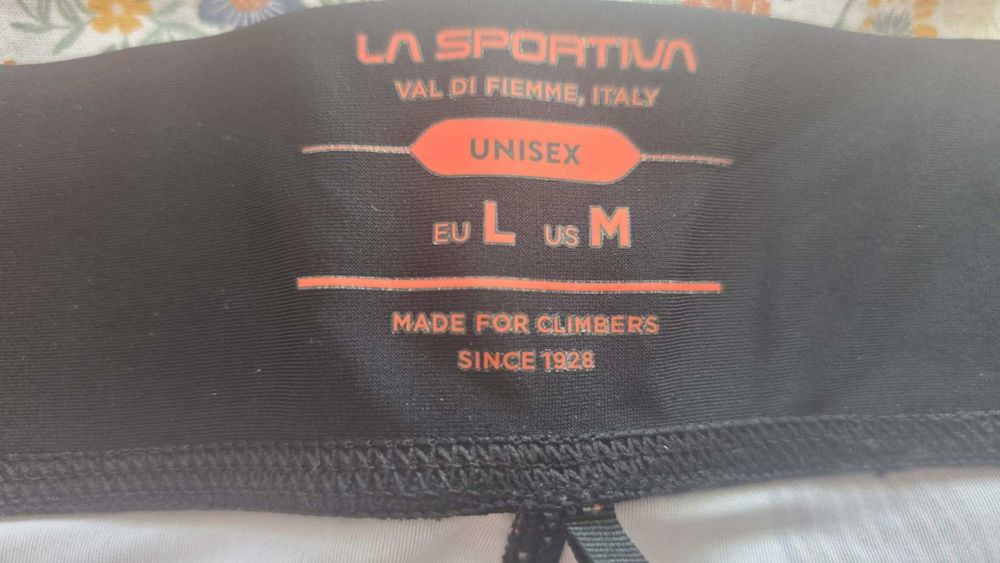 LA SPORTIVA
VAL DI FIEMME, ITALY
UNISEX
EU L US M
MADE FOR CLIMBERS
SINCE 1928